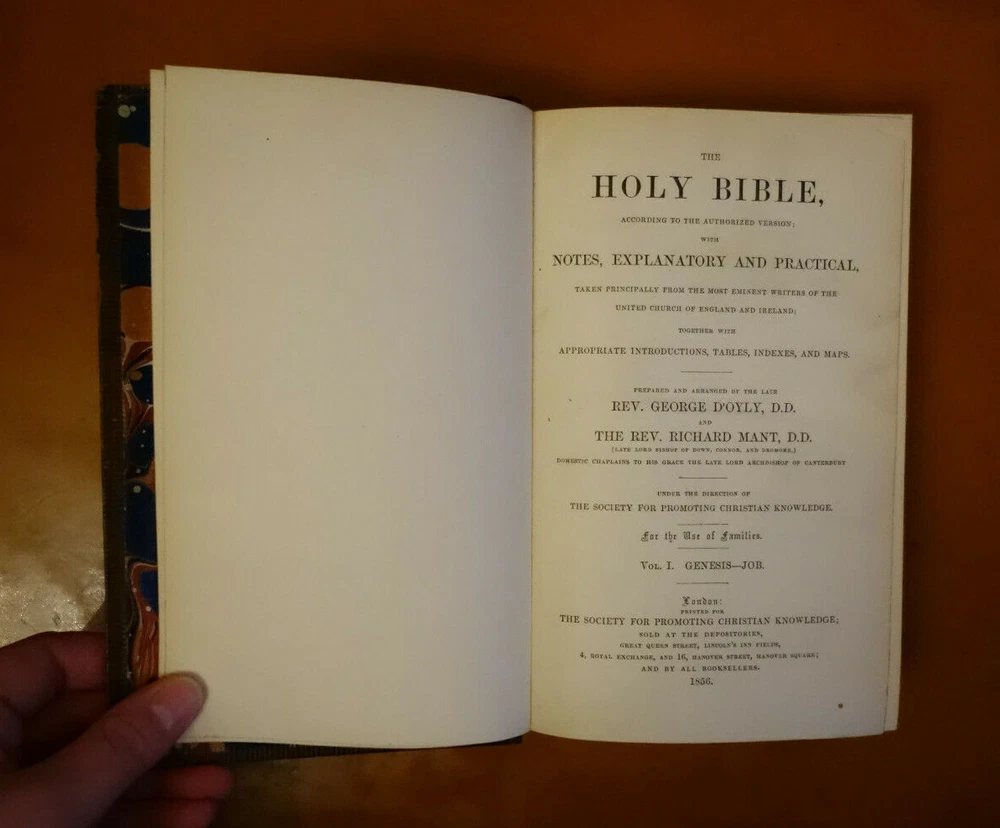 THE
HOLY BIBLE,
ACCORDING TO THE AUTHORIZED VERSION;
WITH
NOTES, EXPLANATORY AND PRACTICAL,
TAKEN PRINCIPALLY FROM THE MOST EMINENT WRITERS OF THE
UNITED CHURCH OF ENGLAND AND IRELAND;
TOGETHER WITH
APPROPRIATE INTRODUCTIONS, TABLES, INDEXES, AND MAPS.
PREPARED AND ARRANGED BY THE LATE
REV. GEORGE D'OYLY, D.D.
AND
THE REV. RICHARD MANT, D.D.
(LATE LORD BISHOP OF DOWN, CONNOR, AND DROMORE,)
DOMESTIC CHAPLAINS TO HIS GRACE THE LATE LORD ARCHBISHOP OF CANTERBURY
UNDER THE DIRECTION OF
THE SOCIETY FOR PROMOTING CHRISTIAN KNOWLEDGE.
For the Use of Families.
VOL. I. GENESIS—JOB.
London:
PRINTED FOR
THE SOCIETY FOR PROMOTING CHRISTIAN KNOWLEDGE;
SOLD AT THE DEPOSITORIES,
GREAT QUEEN STREET, LINCOLN'S INN FIELDS,
4, ROYAL EXCHANGE, AND 16, HANOVER STREET, HANOVER SQUARE;
AND BY ALL BOOKSELLERS.
1856.